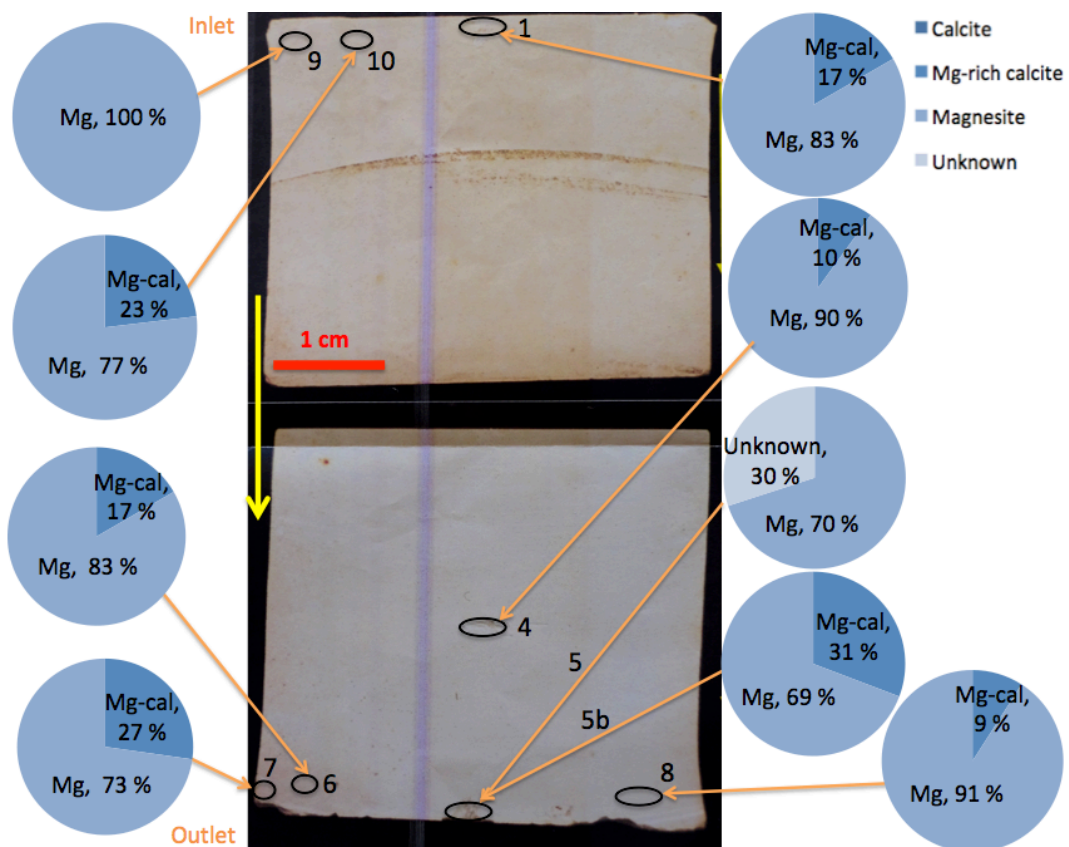 Inlet
1
9
10
Mg, 100 %
Mg-cal,
17 %
Mg, 83 %
Calcite
Mg-rich calcite
Magnesite
Unknown
Mg-cal,
10 %
Mg, 90 %
Mg-cal,
23 %
Mg, 77 %
1 cm
Unknown,
30 %
Mg, 70 %
Mg-cal,
17 %
Mg, 83 %
4
5
5b
Mg-cal,
31 %
Mg, 69 %
Mg-cal,
27 %
Mg, 73 %
7
6
8
Mg-cal,
9 %
Mg, 91 %
Outlet